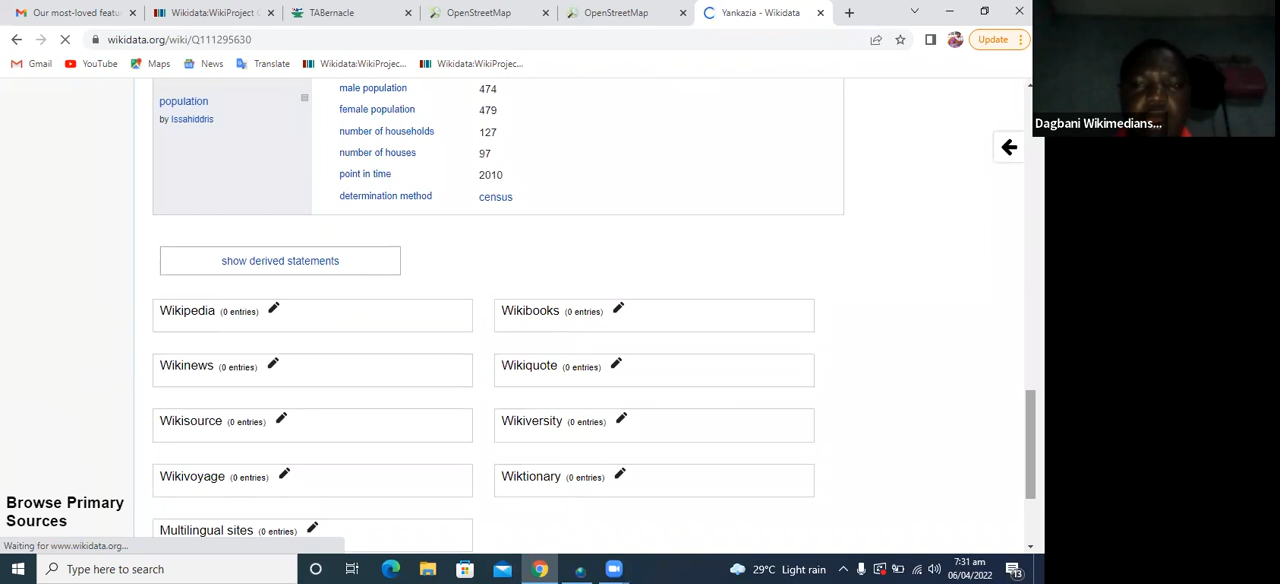 Our most-loved featu
Wikidata:WikiProject
TABernacle
OpenStreetMap
OpenStreetMap
Yankazia - Wikidata
wikidata.org/wiki/Q111295630
Update
Gmail
YouTube
Maps
News
Translate
Wikidata:WikiProjec...
Wikidata:WikiProjec...
Dagbani Wikimedians...
male population 474
population
by Issahiddris
female population 479
number of households 127
number of houses 97
point in time 2010
determination method census
show derived statements
Wikipedia (0 entries)
Wikibooks (0 entries)
Wikinews (0 entries)
Wikiquote (0 entries)
Wikisource (0 entries)
Wikiversity (0 entries)
Wikivoyage (0 entries)
Wiktionary (0 entries)
Browse Primary
Sources
Multilingual sites (0 entries)
Waiting for www.wikidata.org...
Type here to search
29°C Light rain
7:31 am
06/04/2022
13